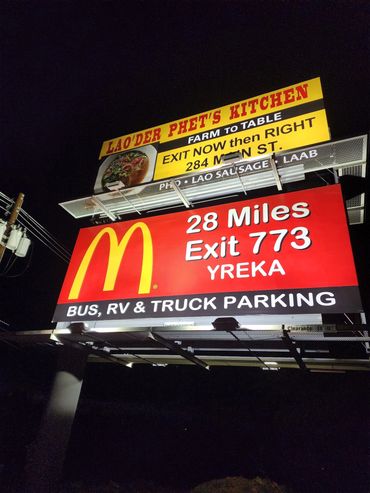 LAO'DER PHET'S KITCHEN
FARM TO TABLE
EXIT NOW then RIGHT
284 MAIN ST.
PHO • LAO SAUSAGE • LAAB
28 Miles
Exit 773
YREKA
BUS, RV & TRUCK PARKING